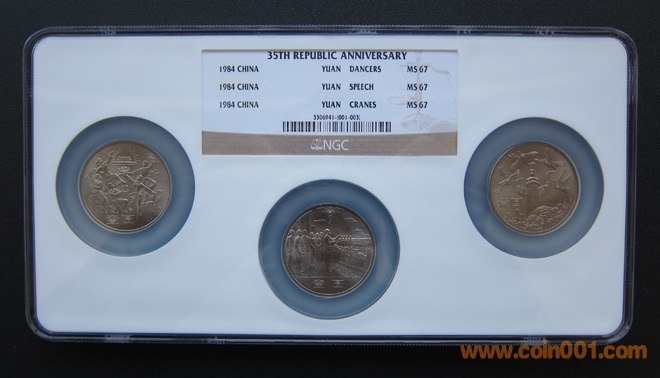 35TH REPUBLIC ANNIVERSARY
1984 CHINA YUAN DANCERS MS 67
1984 CHINA YUAN SPEECH MS 67
1984 CHINA YUAN CRANES MS 67
3306941-(001-003)
NGC
www.coin001.com